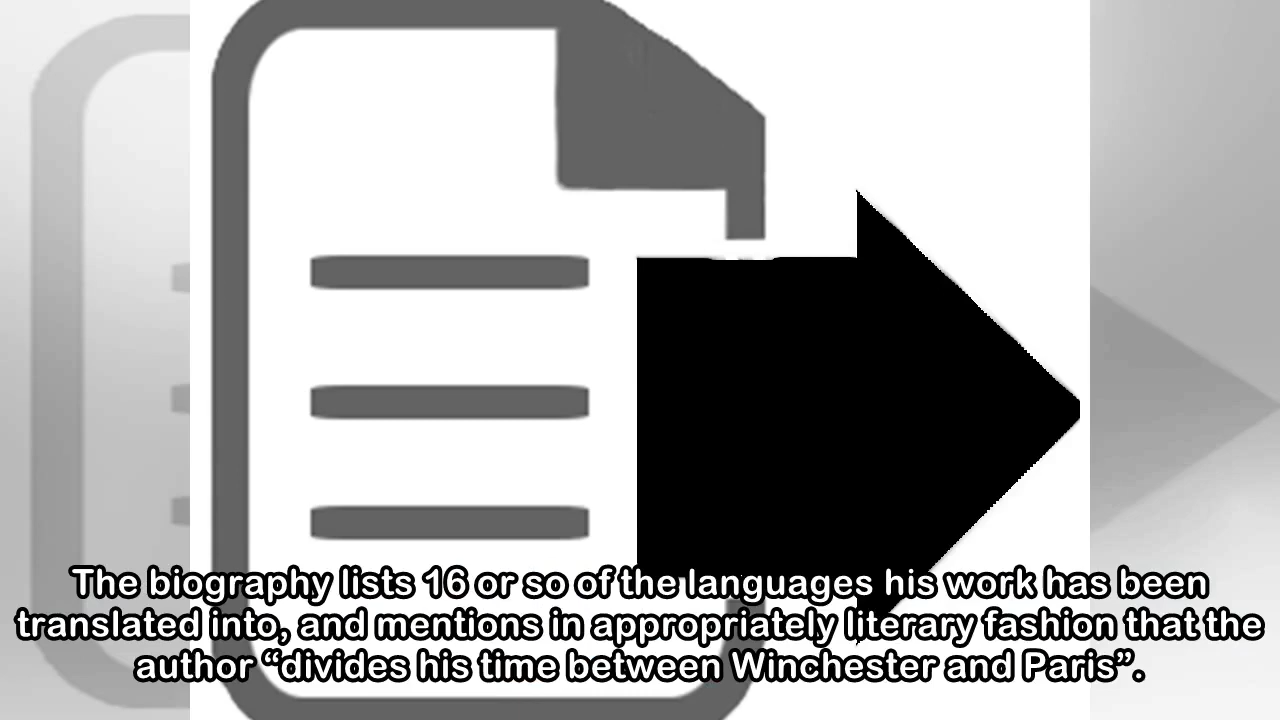 The biography lists 16 or so of the languages his work has been
translated into, and mentions in appropriately literary fashion that the
author “divides his time between Winchester and Paris”.